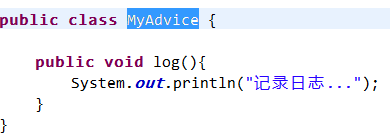 public class MyAdvice {
public void log(){
System.out.println("记录日志...");
}
}